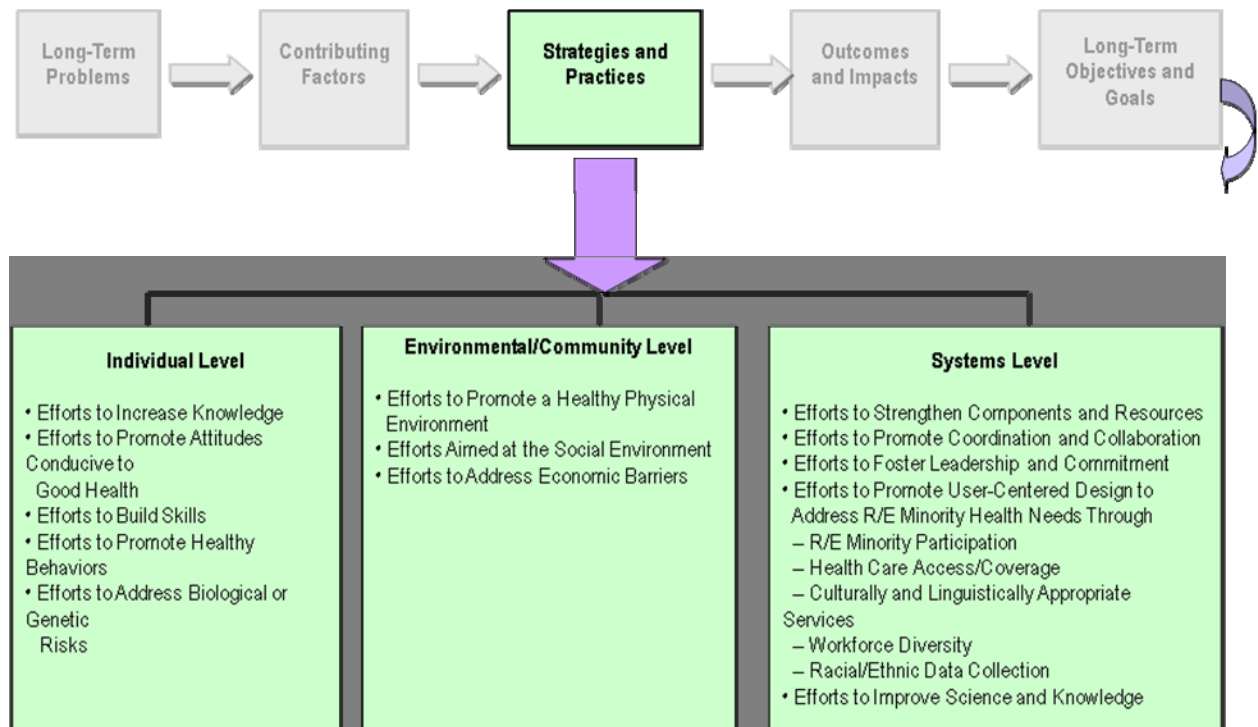 Long-Term
Problems
Contributing
Factors
Strategies and
Practices
Outcomes
and Impacts
Long-Term
Objectives and
Goals
Individual Level
• Efforts to Increase Knowledge
• Efforts to Promote Attitudes
Conducive to
Good Health
• Efforts to Build Skills
• Efforts to Promote Healthy
Behaviors
• Efforts to Address Biological or
Genetic
Risks
Environmental/Community Level
• Efforts to Promote a Healthy Physical
Environment
• Efforts Aimed at the Social Environment
• Efforts to Address Economic Barriers
Systems Level
• Efforts to Strengthen Components and Resources
• Efforts to Promote Coordination and Collaboration
• Efforts to Foster Leadership and Commitment
• Efforts to Promote User-Centered Design to
Address R/E Minority Health Needs Through
– R/E Minority Participation
– Health Care Access/Coverage
– Culturally and Linguistically Appropriate
Services
– Workforce Diversity
– Racial/Ethnic Data Collection
• Efforts to Improve Science and Knowledge